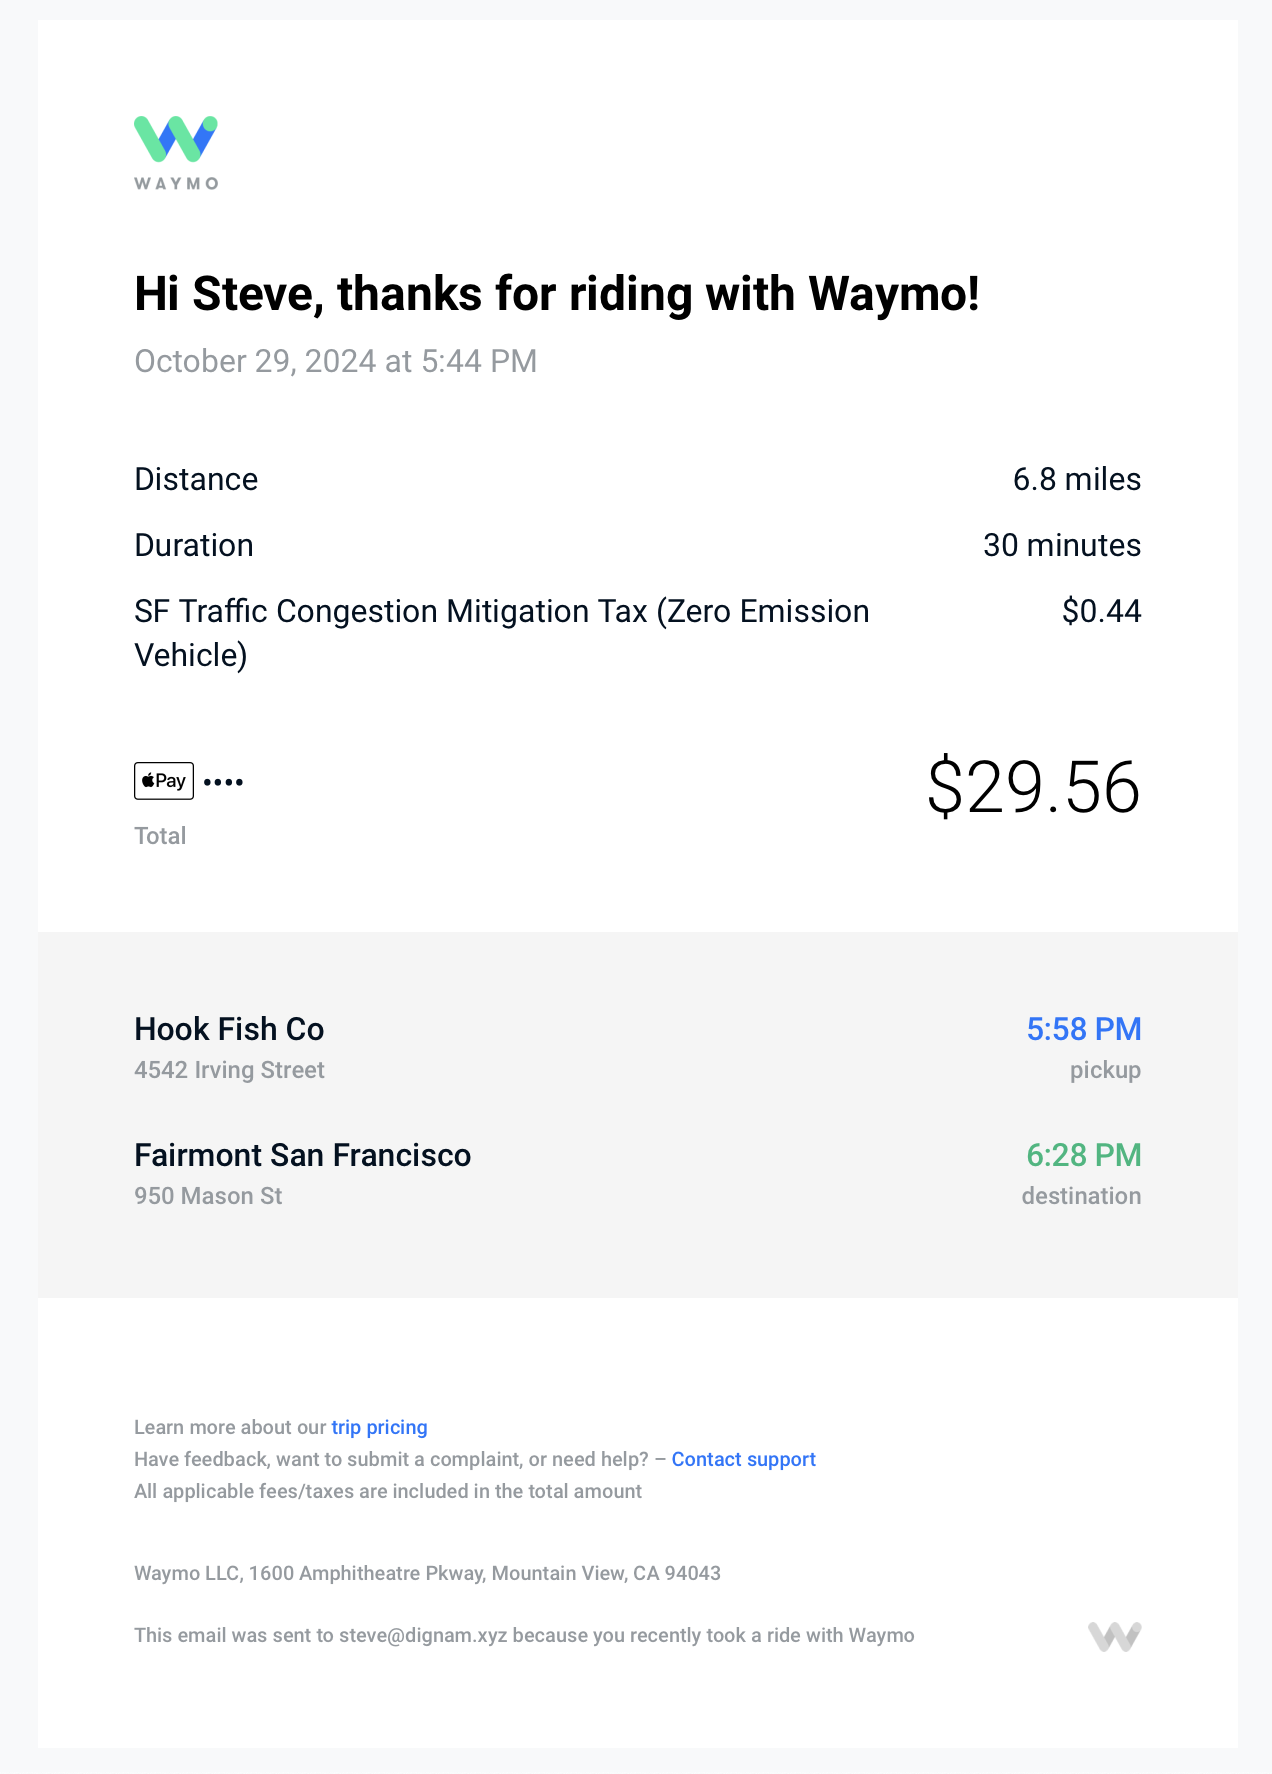 WAYMO
Hi Steve, thanks for riding with Waymo!
October 29, 2024 at 5:44 PM
Distance 6.8 miles
Duration 30 minutes
SF Traffic Congestion Mitigation Tax (Zero Emission $0.44
Vehicle)
Pay •••• $29.56
Total
Hook Fish Co 5:58 PM
4542 Irving Street pickup
Fairmont San Francisco 6:28 PM
950 Mason St destination
Learn more about our trip pricing
Have feedback, want to submit a complaint, or need help? – Contact support
All applicable fees/taxes are included in the total amount
Waymo LLC, 1600 Amphitheatre Pkway, Mountain View, CA 94043
This email was sent to steve@dignam.xyz because you recently took a ride with Waymo